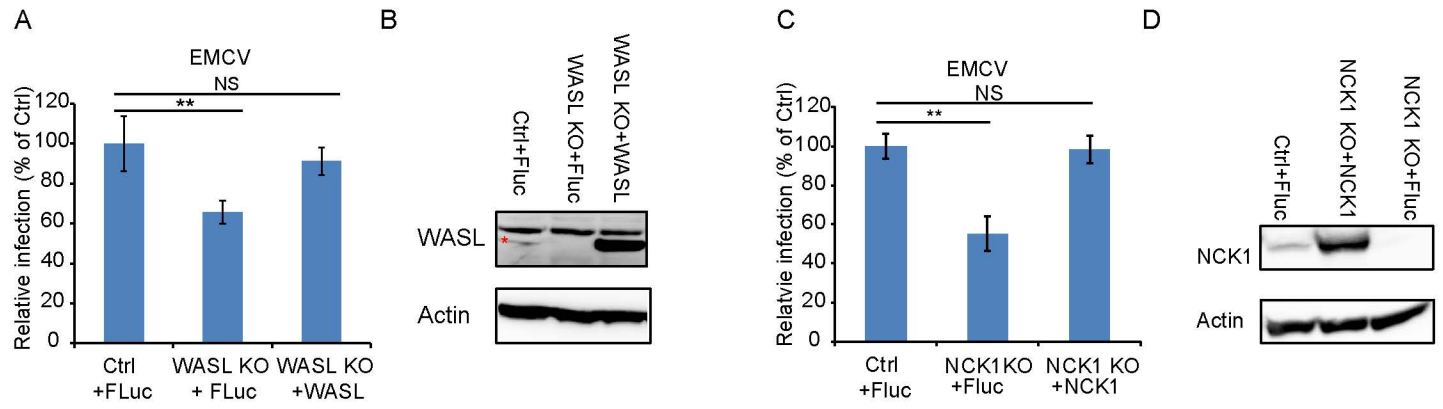 A
EMCV
NS
**
Relative infection (% of Ctrl)
120
100
80
60
40
20
0
Ctrl
+FLuc
WASL KO
+ FLuc
WASL KO
+WASL
B
Ctrl+Fluc
WASL KO+Fluc
WASL KO+WASL
WASL
*
Actin
C
EMCV
NS
**
Relatvie infection (% of Ctrl)
120
100
80
60
40
20
0
Ctrl
+Fluc
NCK1KO
+Fluc
NCK1 KO
+NCK1
D
Ctrl+Fluc
NCK1 KO+NCK1
NCK1 KO+Fluc
NCK1
Actin